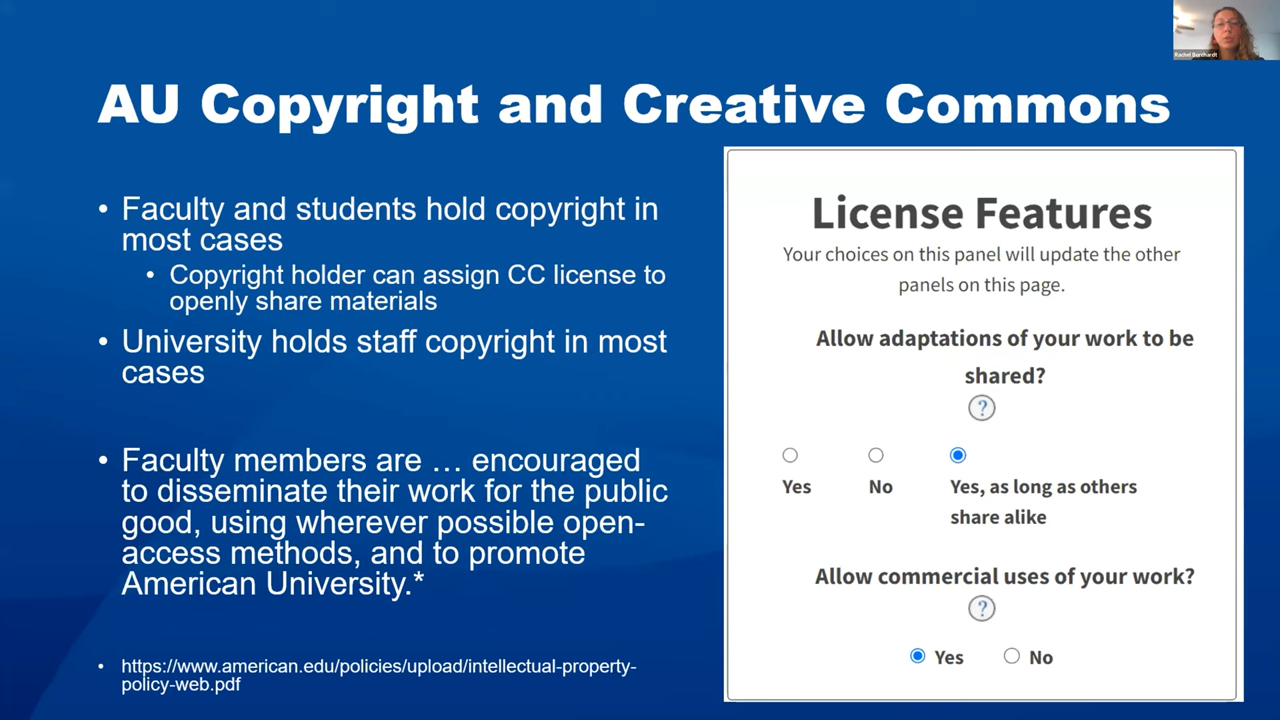 Rachel Borchardt
AU Copyright and Creative Commons
• Faculty and students hold copyright in
most cases
• Copyright holder can assign CC license to
openly share materials
• University holds staff copyright in most
cases
• Faculty members are … encouraged
to disseminate their work for the public
good, using wherever possible open-
access methods, and to promote
American University.*
• https://www.american.edu/policies/upload/intellectual-property-
policy-web.pdf
License Features
Your choices on this panel will update the other
panels on this page.
Allow adaptations of your work to be
shared?
?
Yes No Yes, as long as others
share alike
Allow commercial uses of your work?
?
Yes No